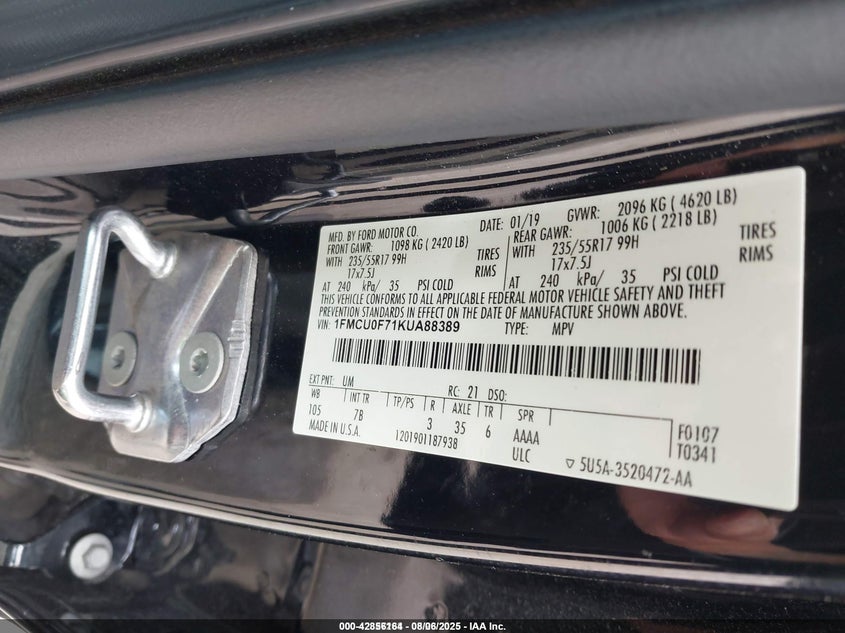 MFD. BY FORD MOTOR CO. DATE: 01/19 GVWR: 2096 KG ( 4620 LB)
FRONT GAWR: 1098 KG ( 2420 LB) REAR GAWR: 1006 KG ( 2218 LB)
WITH 235/55R17 99H TIRES WITH 235/55R17 99H TIRES
17x7.5J RIMS 17x7.5J RIMS
AT 240 kPa/ 35 PSI COLD AT 240 kPa/ 35 PSI COLD
THIS VEHICLE CONFORMS TO ALL APPLICABLE FEDERAL MOTOR VEHICLE SAFETY AND THEFT
PREVENTION STANDARDS IN EFFECT ON THE DATE OF MANUFACTURE SHOWN ABOVE.
VIN: 1FMCU0F71KUA88389 TYPE: MPV
EXT PNT: UM RC: 21 DSO:
WB INT TR TP/PS R AXLE TR SPR
105 7B 3 35 6 AAAA F0107
MADE IN U.S.A. 1201901187938 ULC T0341
▽ 5U5A-3520472-AA
08/06/2025 - IAA Inc.